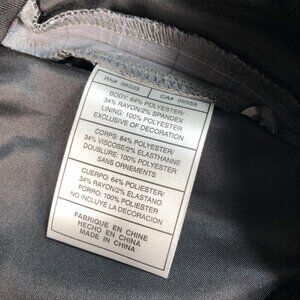 RN# 56323 CA# 05553
BODY: 64% POLYESTER/
34% RAYON/2% SPANDEX
LINING: 100% POLYESTER
EXCLUSIVE OF DECORATION
CORPS: 64% POLYESTER/
34% VISCOSE/2% ELASTHANNE
DOUBLURE: 100% POLYESTER
SANS ORNEMENTS
CUERPO: 64% POLIESTER/
34% RAYON/2% ELASTANO
FORRO: 100% POLIESTER
NO INCLUYE LA DECORACION
FABRIQUE EN CHINE
HECHO EN CHINA
MADE IN CHINA